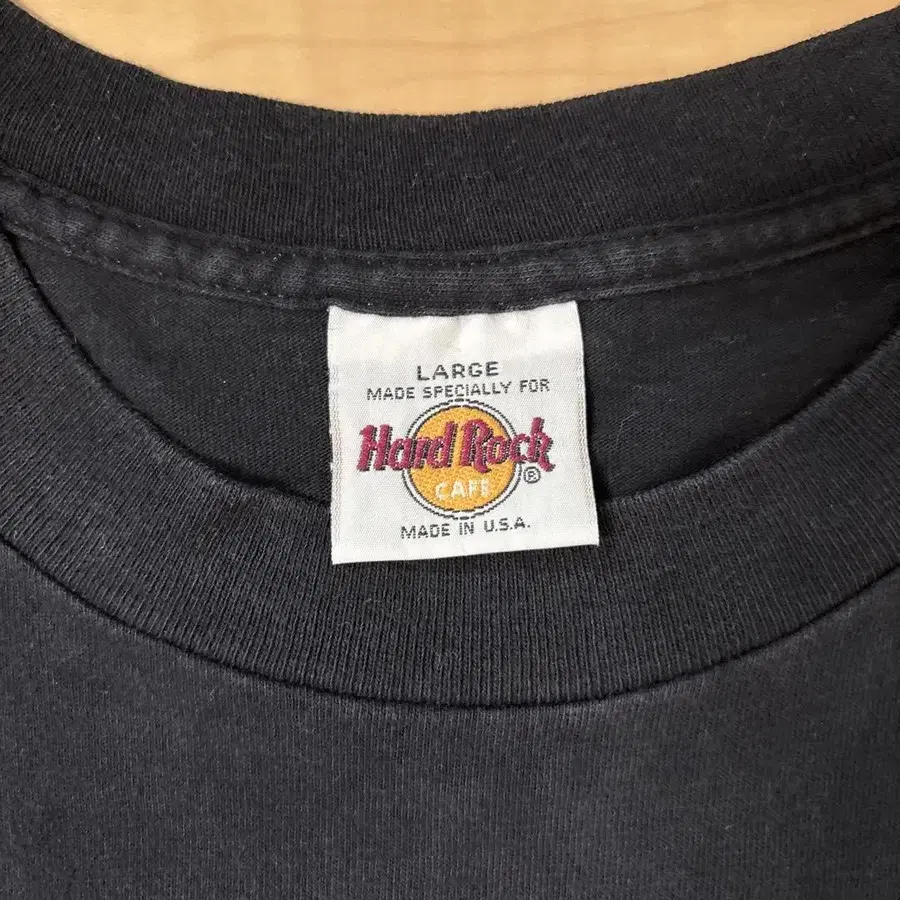 LARGE
MADE SPECIALLY FOR
Hard Rock
CAFE ®
MADE IN U.S.A.